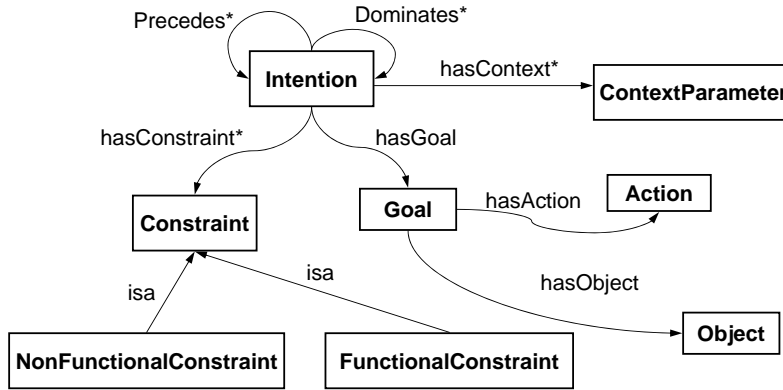 Precedes*
Dominates*
Intention
hasContext*
ContextParameter
hasConstraint*
hasGoal
Constraint
Goal
hasAction
Action
isa
isa
hasObject
NonFunctionalConstraint
FunctionalConstraint
Object